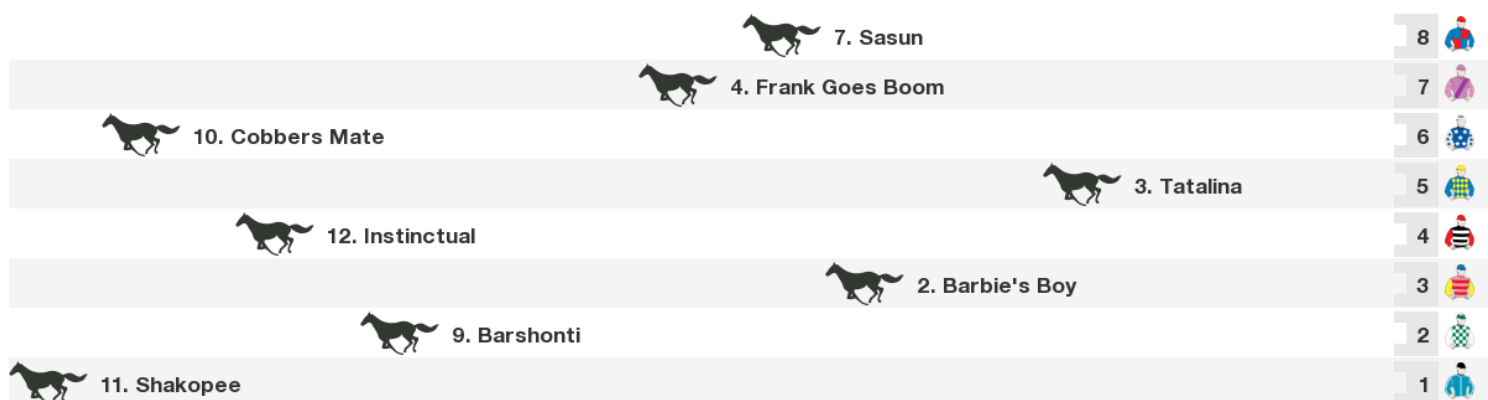 7. Sasun 8
4. Frank Goes Boom 7
10. Cobbers Mate 6
3. Tatalina 5
12. Instinctual 4
2. Barbie's Boy 3
9. Barshonti 2
11. Shakopee 1